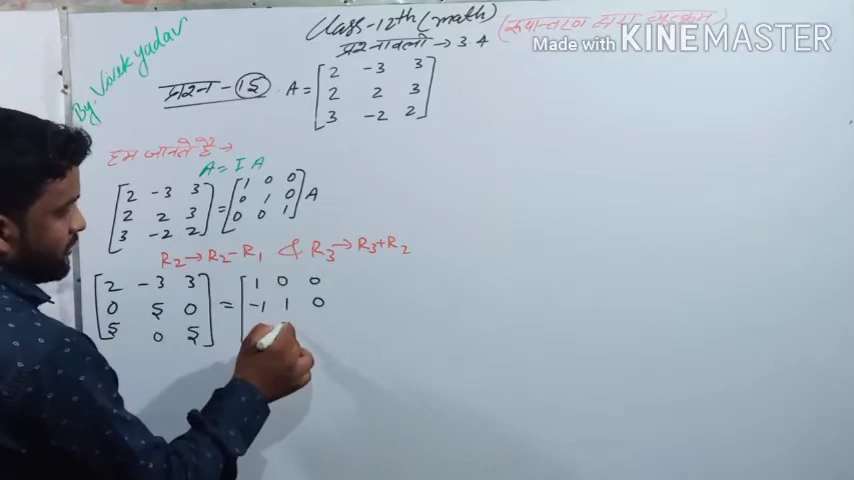 Class-12th (math)
(रूपान्तरण
Made with KINEMASTER
प्रश्नावली → 3.4
By. Vivek yadav
प्रश्न - 15. A = [2 -3 3
2 2 3
3 -2 2]
हम जानते है →
A = I A
[2 -3 3
2 2 3
3 -2 2] = [1 0 0
0 1 0
0 0 1] A
R2 → R2 - R1 & R3 → R3 + R2
[2 -3 3
0 5 0
5 0 5] = [1 0 0
-1 1 0